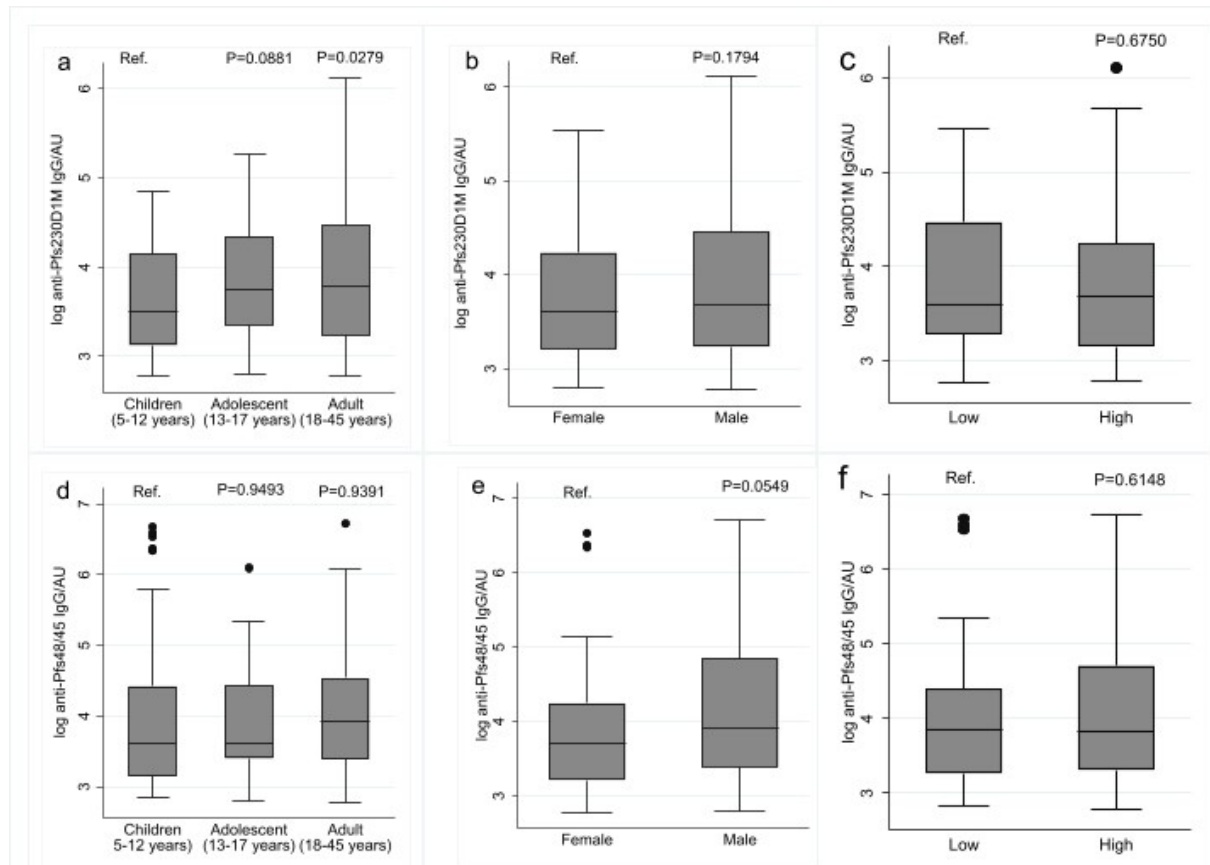 a
Ref.
P=0.0881
P=0.0279
log anti-Pfs230D1M IgG/AU
6
5
4
3
Children
(5-12 years)
Adolescent
(13-17 years)
Adult
(18-45 years)
b
Ref.
P=0.1794
log anti-Pfs230D1M IgG/AU
6
5
4
3
Female
Male
c
Ref.
P=0.6750
log anti-Pfs230D1M IgG/AU
6
5
4
3
Low
High
d
Ref.
P=0.9493
P=0.9391
log anti-Pfs48/45 IgG/AU
7
6
5
4
3
Children
5-12 years)
Adolescent
(13-17 years)
Adult
(18-45 years)
e
Ref.
P=0.0549
log anti-Pfs48/45 IgG/AU
7
6
5
4
3
Female
Male
f
Ref.
P=0.6148
log anti-Pfs48/45 IgG/AU
7
6
5
4
3
Low
High